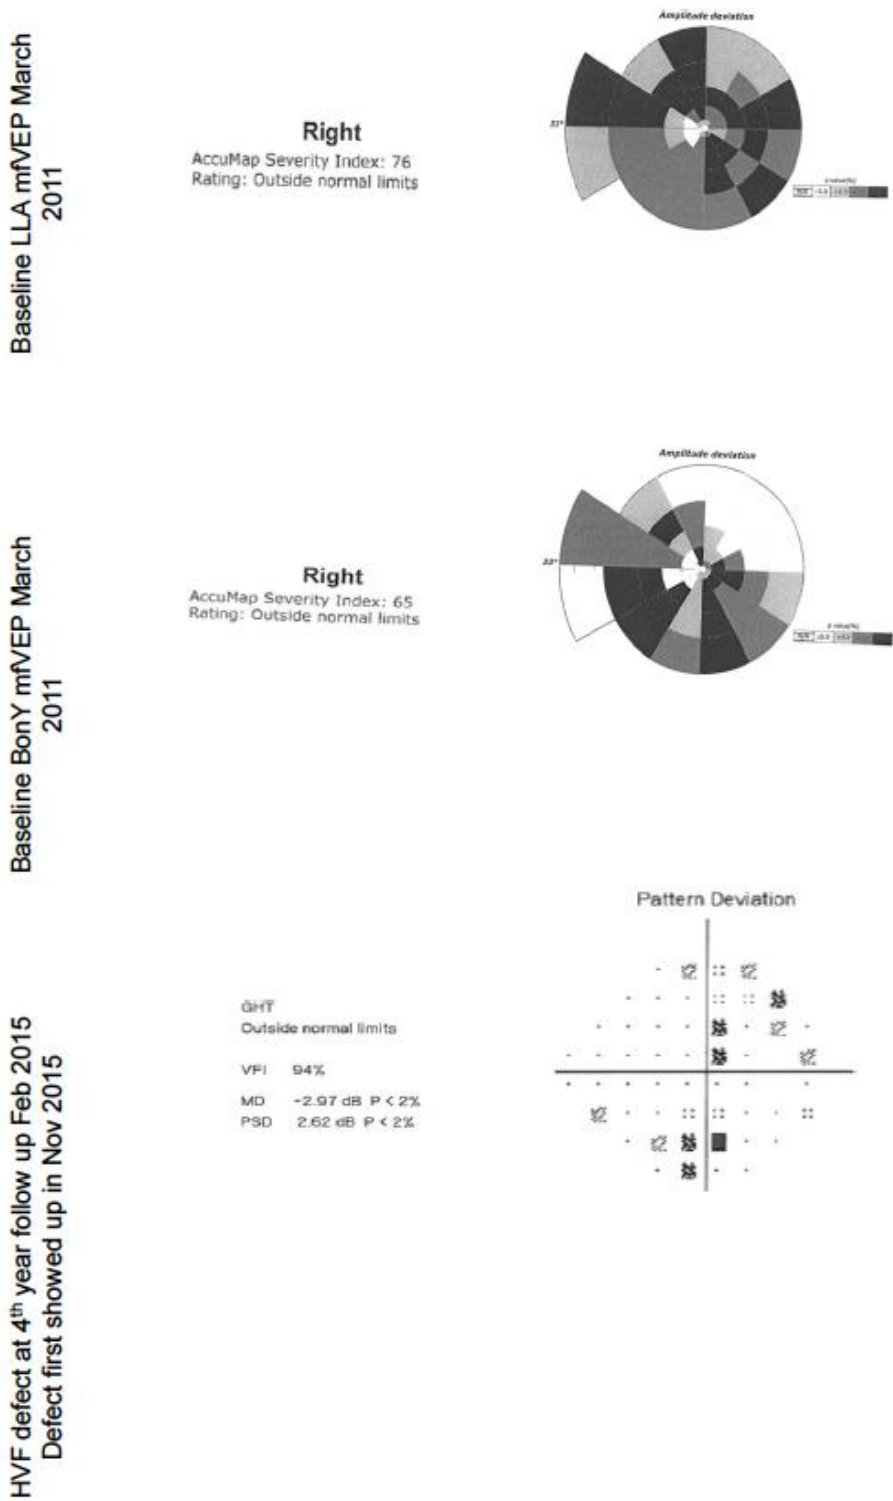 Baseline LLA mfVEP March
2011
Right
AccuMap Severity Index: 76
Rating: Outside normal limits
Amplitude deviation
Baseline BonY mfVEP March
2011
Right
AccuMap Severity Index: 65
Rating: Outside normal limits
Amplitude deviation
HVF defect at 4th year follow up Feb 2015
Defect first showed up in Nov 2015
GHT
Outside normal limits
VFI 94%
MD -2.97 dB P < 2%
PSD 2.62 dB P < 2%
Pattern Deviation